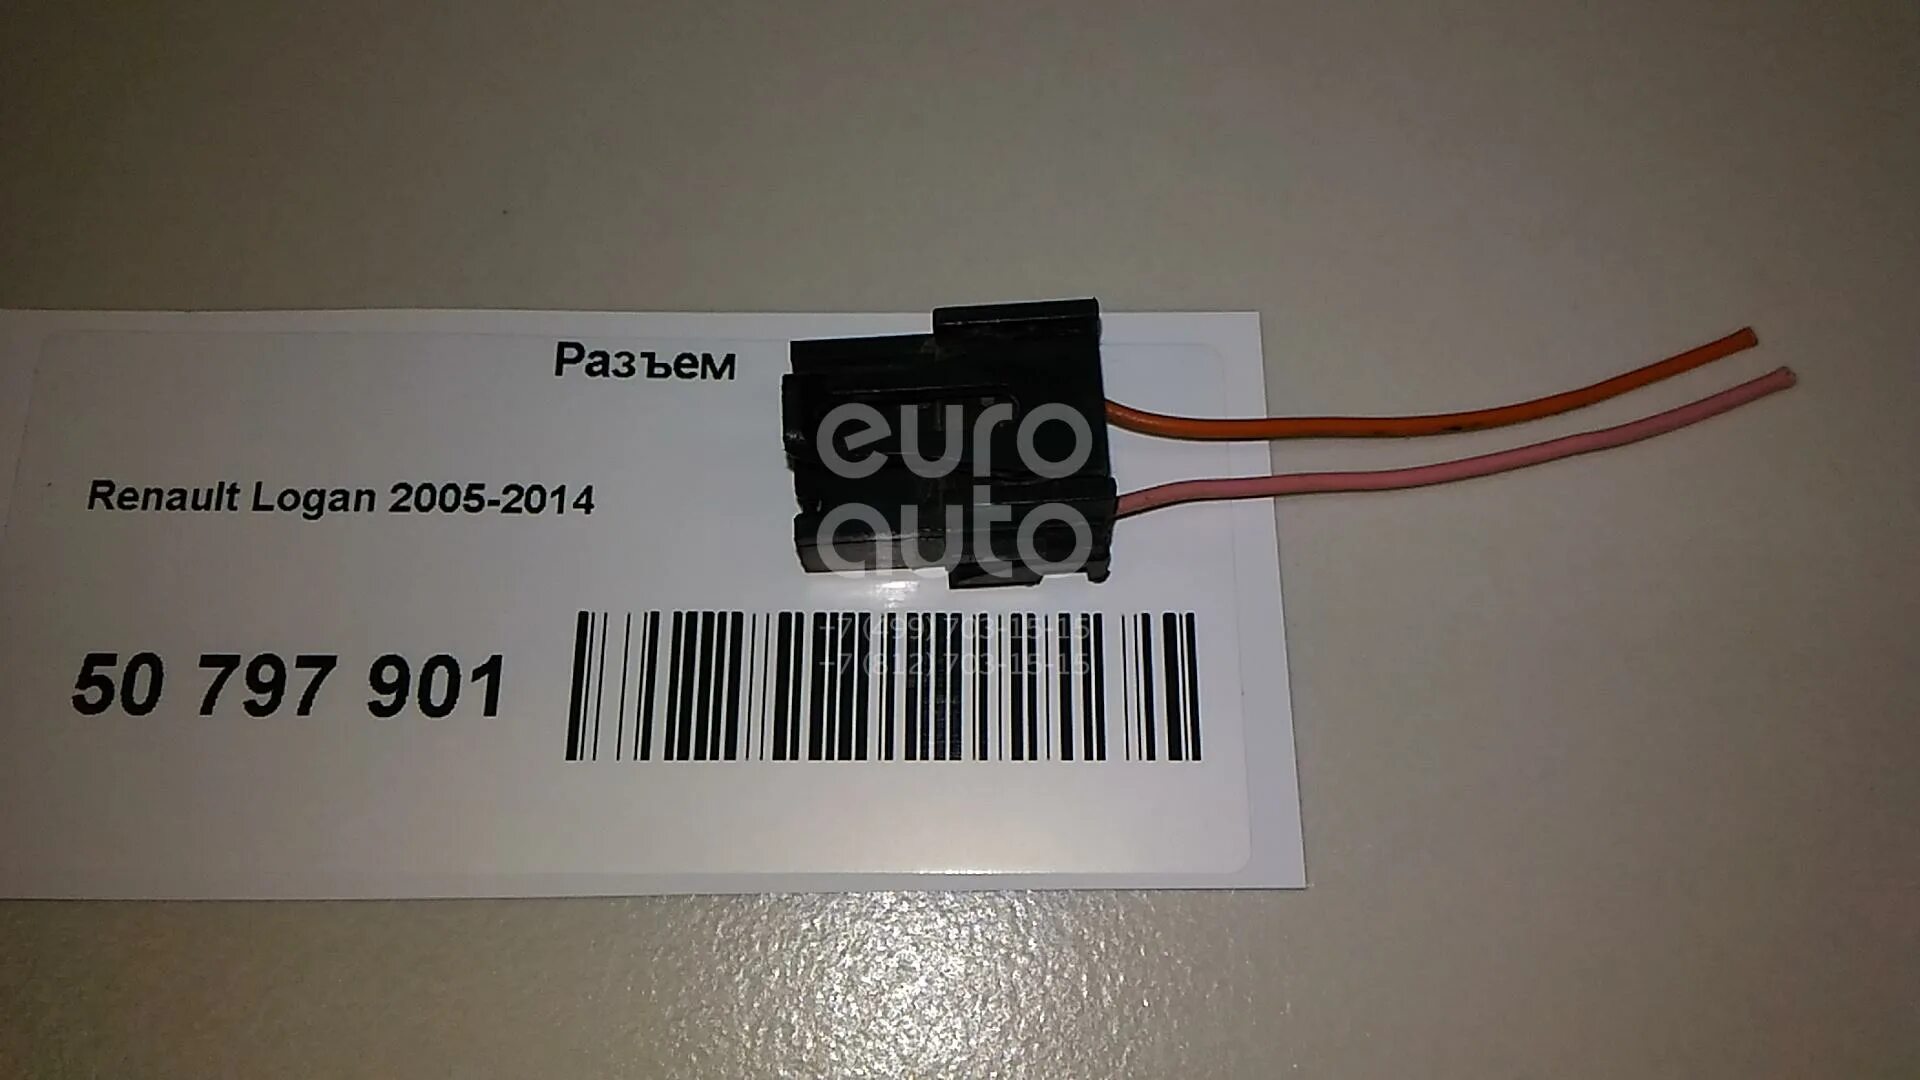 Разъем
euro
auto
Renault Logan 2005-2014
+7 (499) 703-15-15
+7 (812) 703-15-15
50 797 901